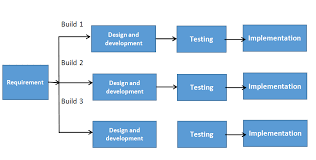 Build 1
Design and
development
Testing
Implementation
Build 2
Requirement
Design and
development
Testing
Implementation
Build 3
Design and
development
Testing
Implementation